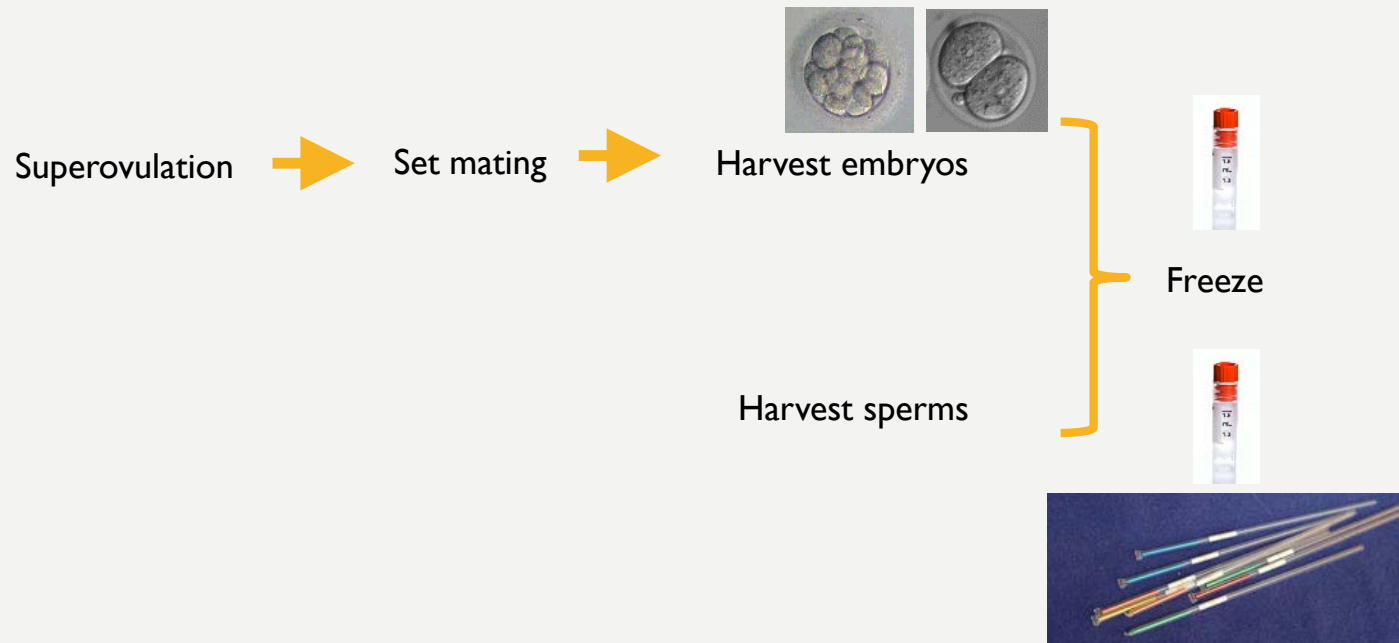 Superovulation
Set mating
Harvest embryos
Freeze
Harvest sperms